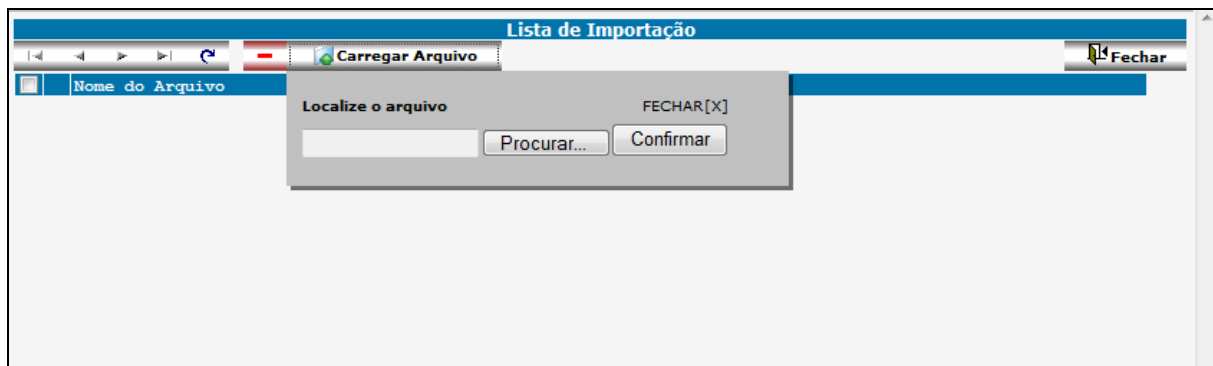 Lista de Importação
Carregar Arquivo
Fechar
Nome do Arquivo
Localize o arquivo
FECHAR[X]
Procurar...
Confirmar